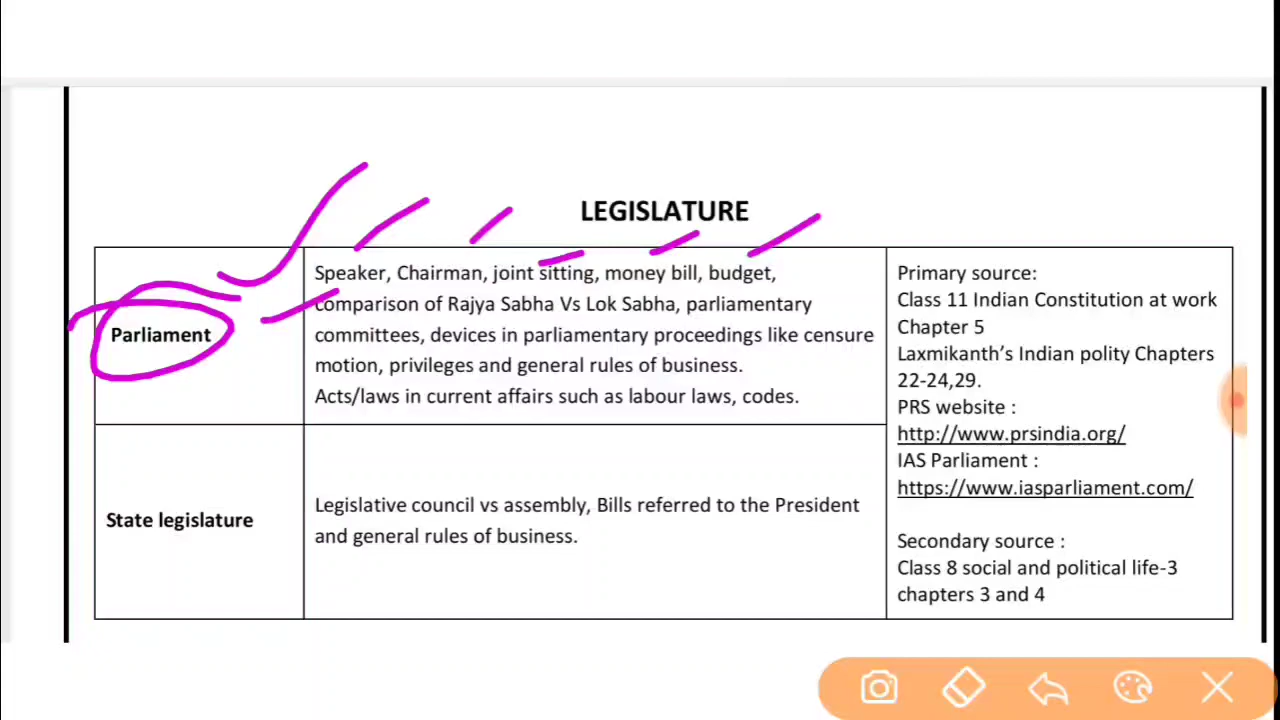 LEGISLATURE
Parliament
Speaker, Chairman, joint sitting, money bill, budget,
comparison of Rajya Sabha Vs Lok Sabha, parliamentary
committees, devices in parliamentary proceedings like censure
motion, privileges and general rules of business.
Acts/laws in current affairs such as labour laws, codes.
State legislature
Legislative council vs assembly, Bills referred to the President
and general rules of business.
Primary source:
Class 11 Indian Constitution at work
Chapter 5
Laxmikanth's Indian polity Chapters
22-24,29.
PRS website :
http://www.prsindia.org/
IAS Parliament :
https://www.iasparliament.com/
Secondary source :
Class 8 social and political life-3
chapters 3 and 4